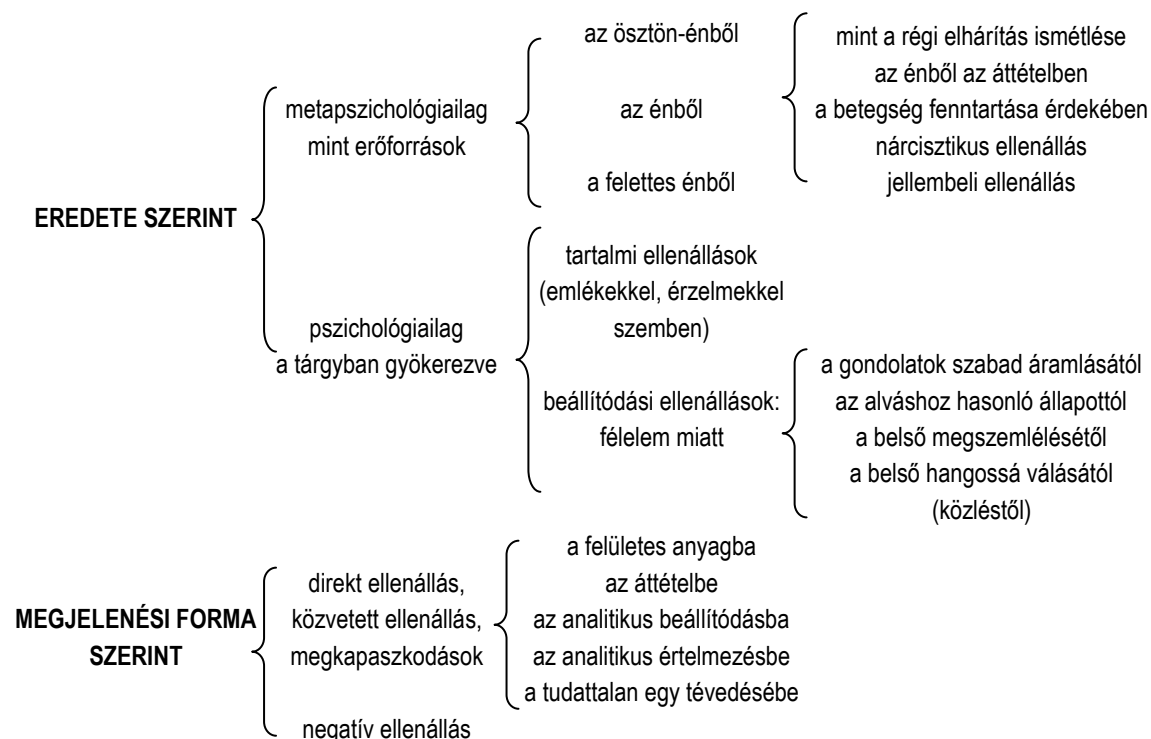 EREDETE SZERINT
metapszichológiailag
mint erőforrások
az ösztön-énből
az énből
a felettes énből
mint a régi elhárítás ismétlése
az énből az áttételben
a betegség fenntartása érdekében
nárcisztikus ellenállás
jellembeli ellenállás
pszichológiailag
a tárgyban gyökerezve
tartalmi ellenállások
(emlékekkel, érzelmekkel
szemben)
beállítódási ellenállások:
félelem miatt
a gondolatok szabad áramlásától
az alváshoz hasonló állapottól
a belső megszemlélésétől
a belső hangossá válásától
(közléstől)
MEGJELENÉSI FORMA
SZERINT
direkt ellenállás,
közvetett ellenállás,
megkapaszkodások
a felületes anyagba
az áttételbe
az analitikus beállítódásba
az analitikus értelmezésbe
a tudattalan egy tévedésébe
negatív ellenállás